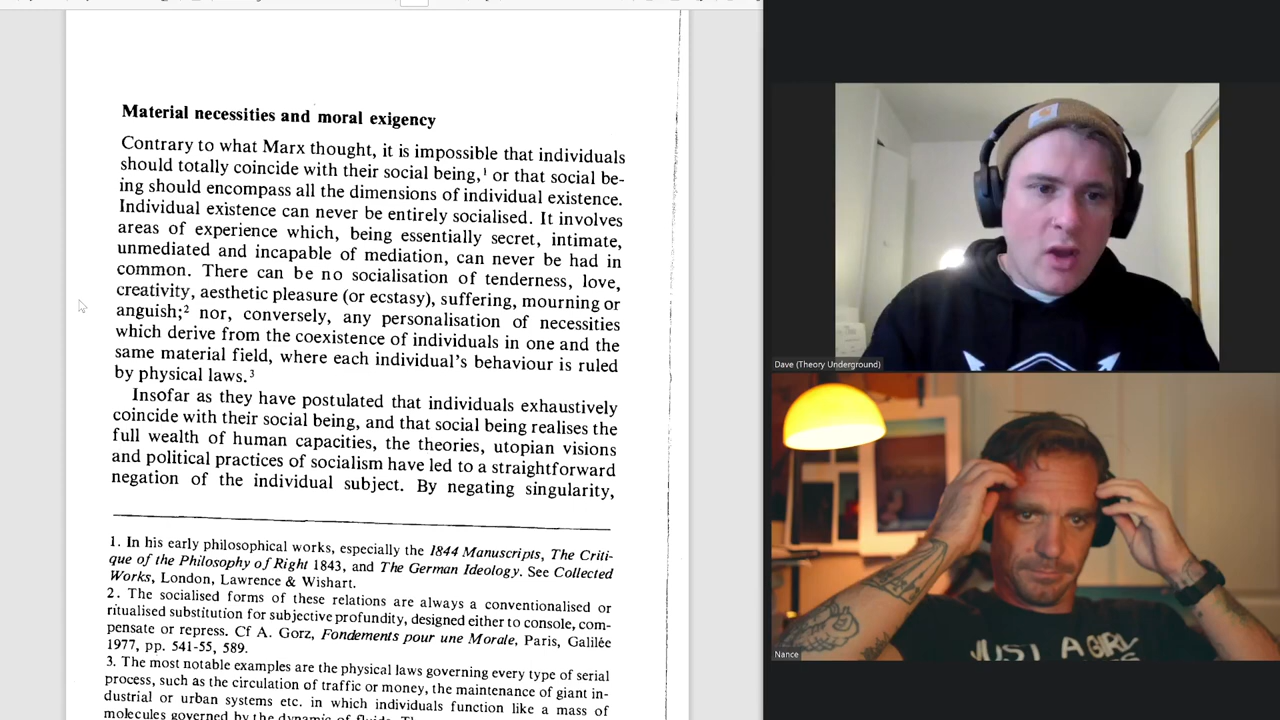 Material necessities and moral exigency
Contrary to what Marx thought, it is impossible that individuals
should totally coincide with their social being,¹ or that social be-
ing should encompass all the dimensions of individual existence.
Individual existence can never be entirely socialised. It involves
areas of experience which, being essentially secret, intimate,
unmediated and incapable of mediation, can never be had in
common. There can be no socialisation of tenderness, love,
creativity, aesthetic pleasure (or ecstasy), suffering, mourning or
anguish;² nor, conversely, any personalisation of necessities
which derive from the coexistence of individuals in one and the
same material field, where each individual's behaviour is ruled
by physical laws.³
Insofar as they have postulated that individuals exhaustively
coincide with their social being, and that social being realises the
full wealth of human capacities, the theories, utopian visions
and political practices of socialism have led to a straightforward
negation of the individual subject. By negating singularity,
1. In his early philosophical works, especially the 1844 Manuscripts, The Criti-
que of the Philosophy of Right 1843, and The German Ideology. See Collected
Works, London, Lawrence & Wishart.
2. The socialised forms of these relations are always a conventionalised or
ritualised substitution for subjective profundity, designed either to console, com-
pensate or repress. Cf A. Gorz, Fondements pour une Morale, Paris, Galilée
1977, pp. 541-55, 589.
3. The most notable examples are the physical laws governing every type of serial
process, such as the circulation of traffic or money, the maintenance of giant in-
dustrial or urban systems etc. in which individuals function like a mass of
molecules governed by the dynamic of fluids.
Dave (Theory Underground)
JUST A GIRL
Nance